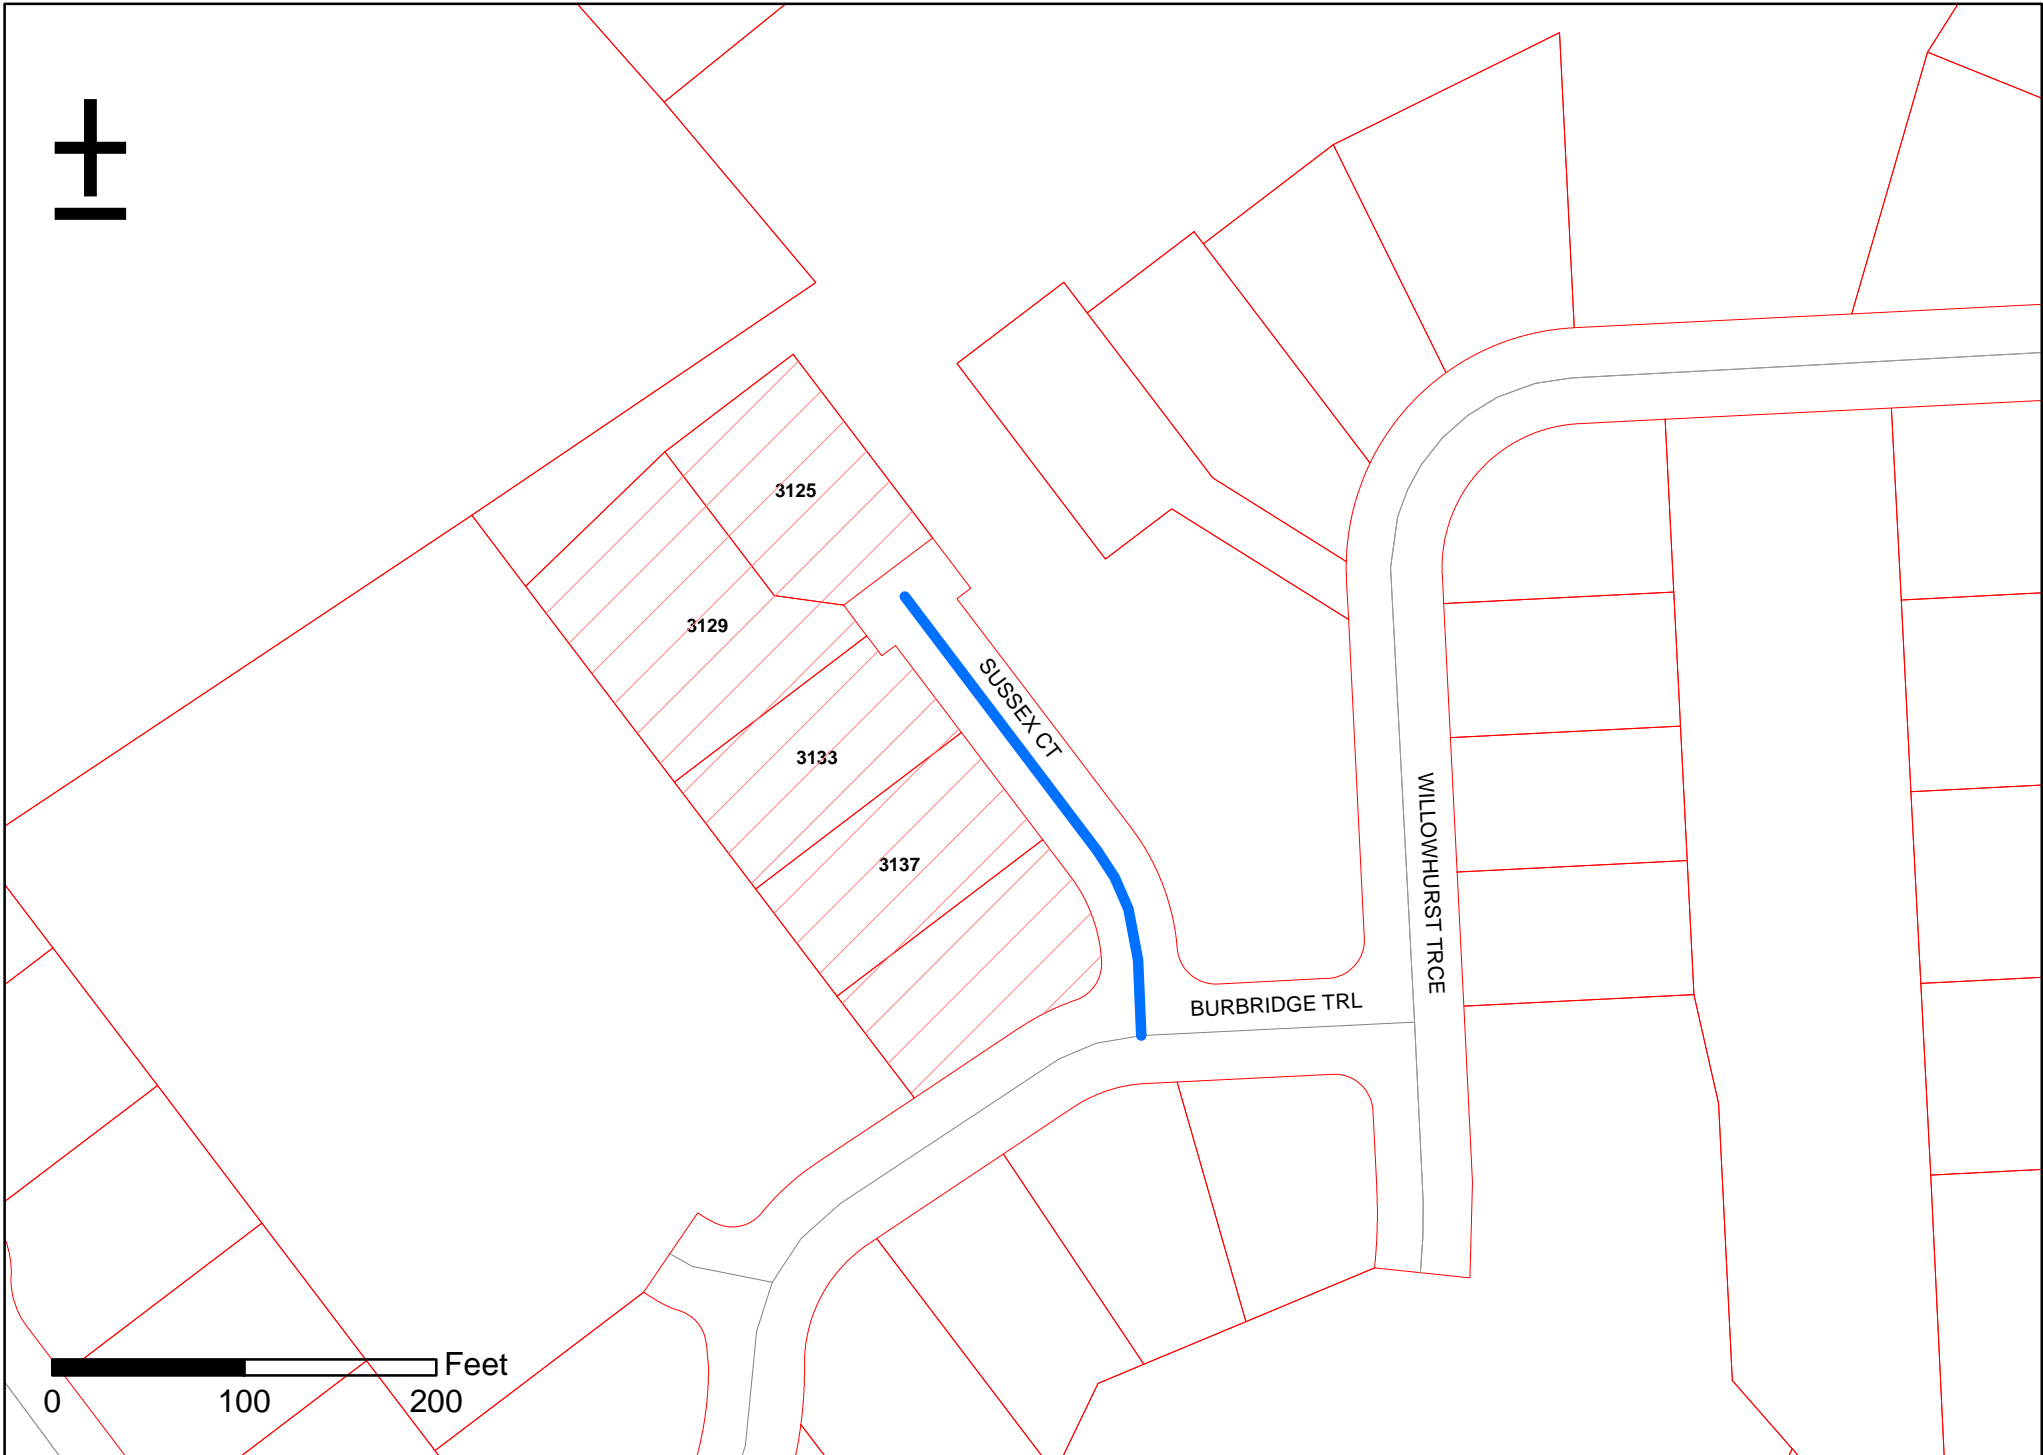 3125
3129
SUSSEX CT
3133
WILLOWHURST TRCE
3137
BURBRIDGE TRL
Feet
0 100 200